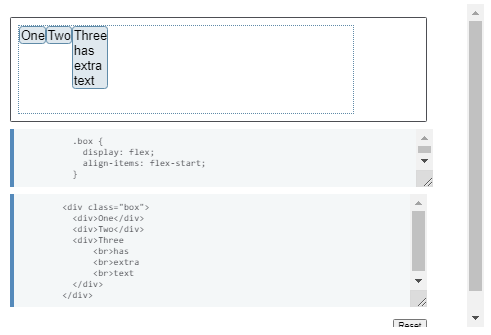 One Two Three
has
extra
text
.box {
display: flex;
align-items: flex-start;
}
<div class="box">
<div>One</div>
<div>Two</div>
<div>Three
<br>has
<br>extra
<br>text
</div>
</div>
Reset